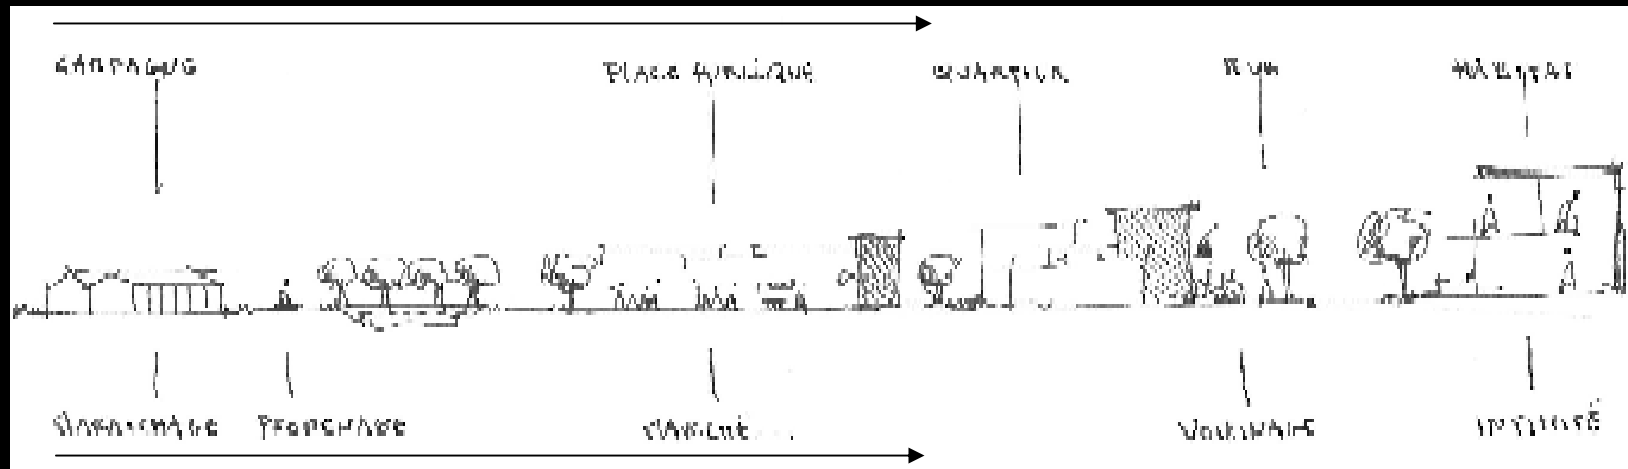 CAMPAGNE PLACE PUBLIQUE QUARTIER RUE HABITAT
MARAICHAGE PROMENADE MARCHÉ VOISINAGE INTIMITÉ